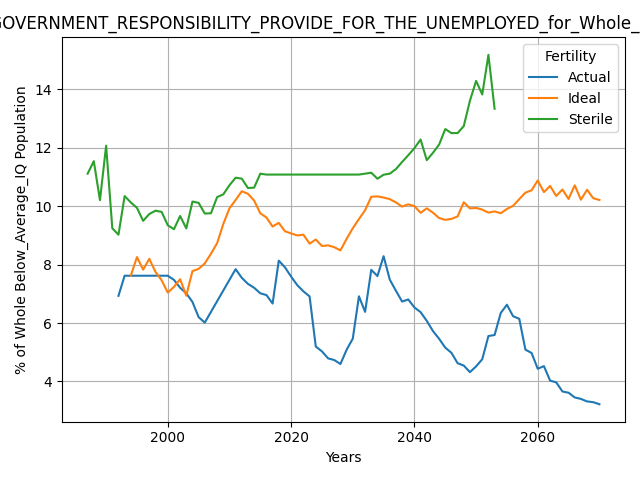 GOVERNMENT_RESPONSIBILITY_PROVIDE_FOR_THE_UNEMPLOYED_for_Whole_
Fertility
Actual
Ideal
Sterile
% of Whole Below_Average_IQ Population
14
12
10
8
6
4
2000
2020
2040
2060
Years